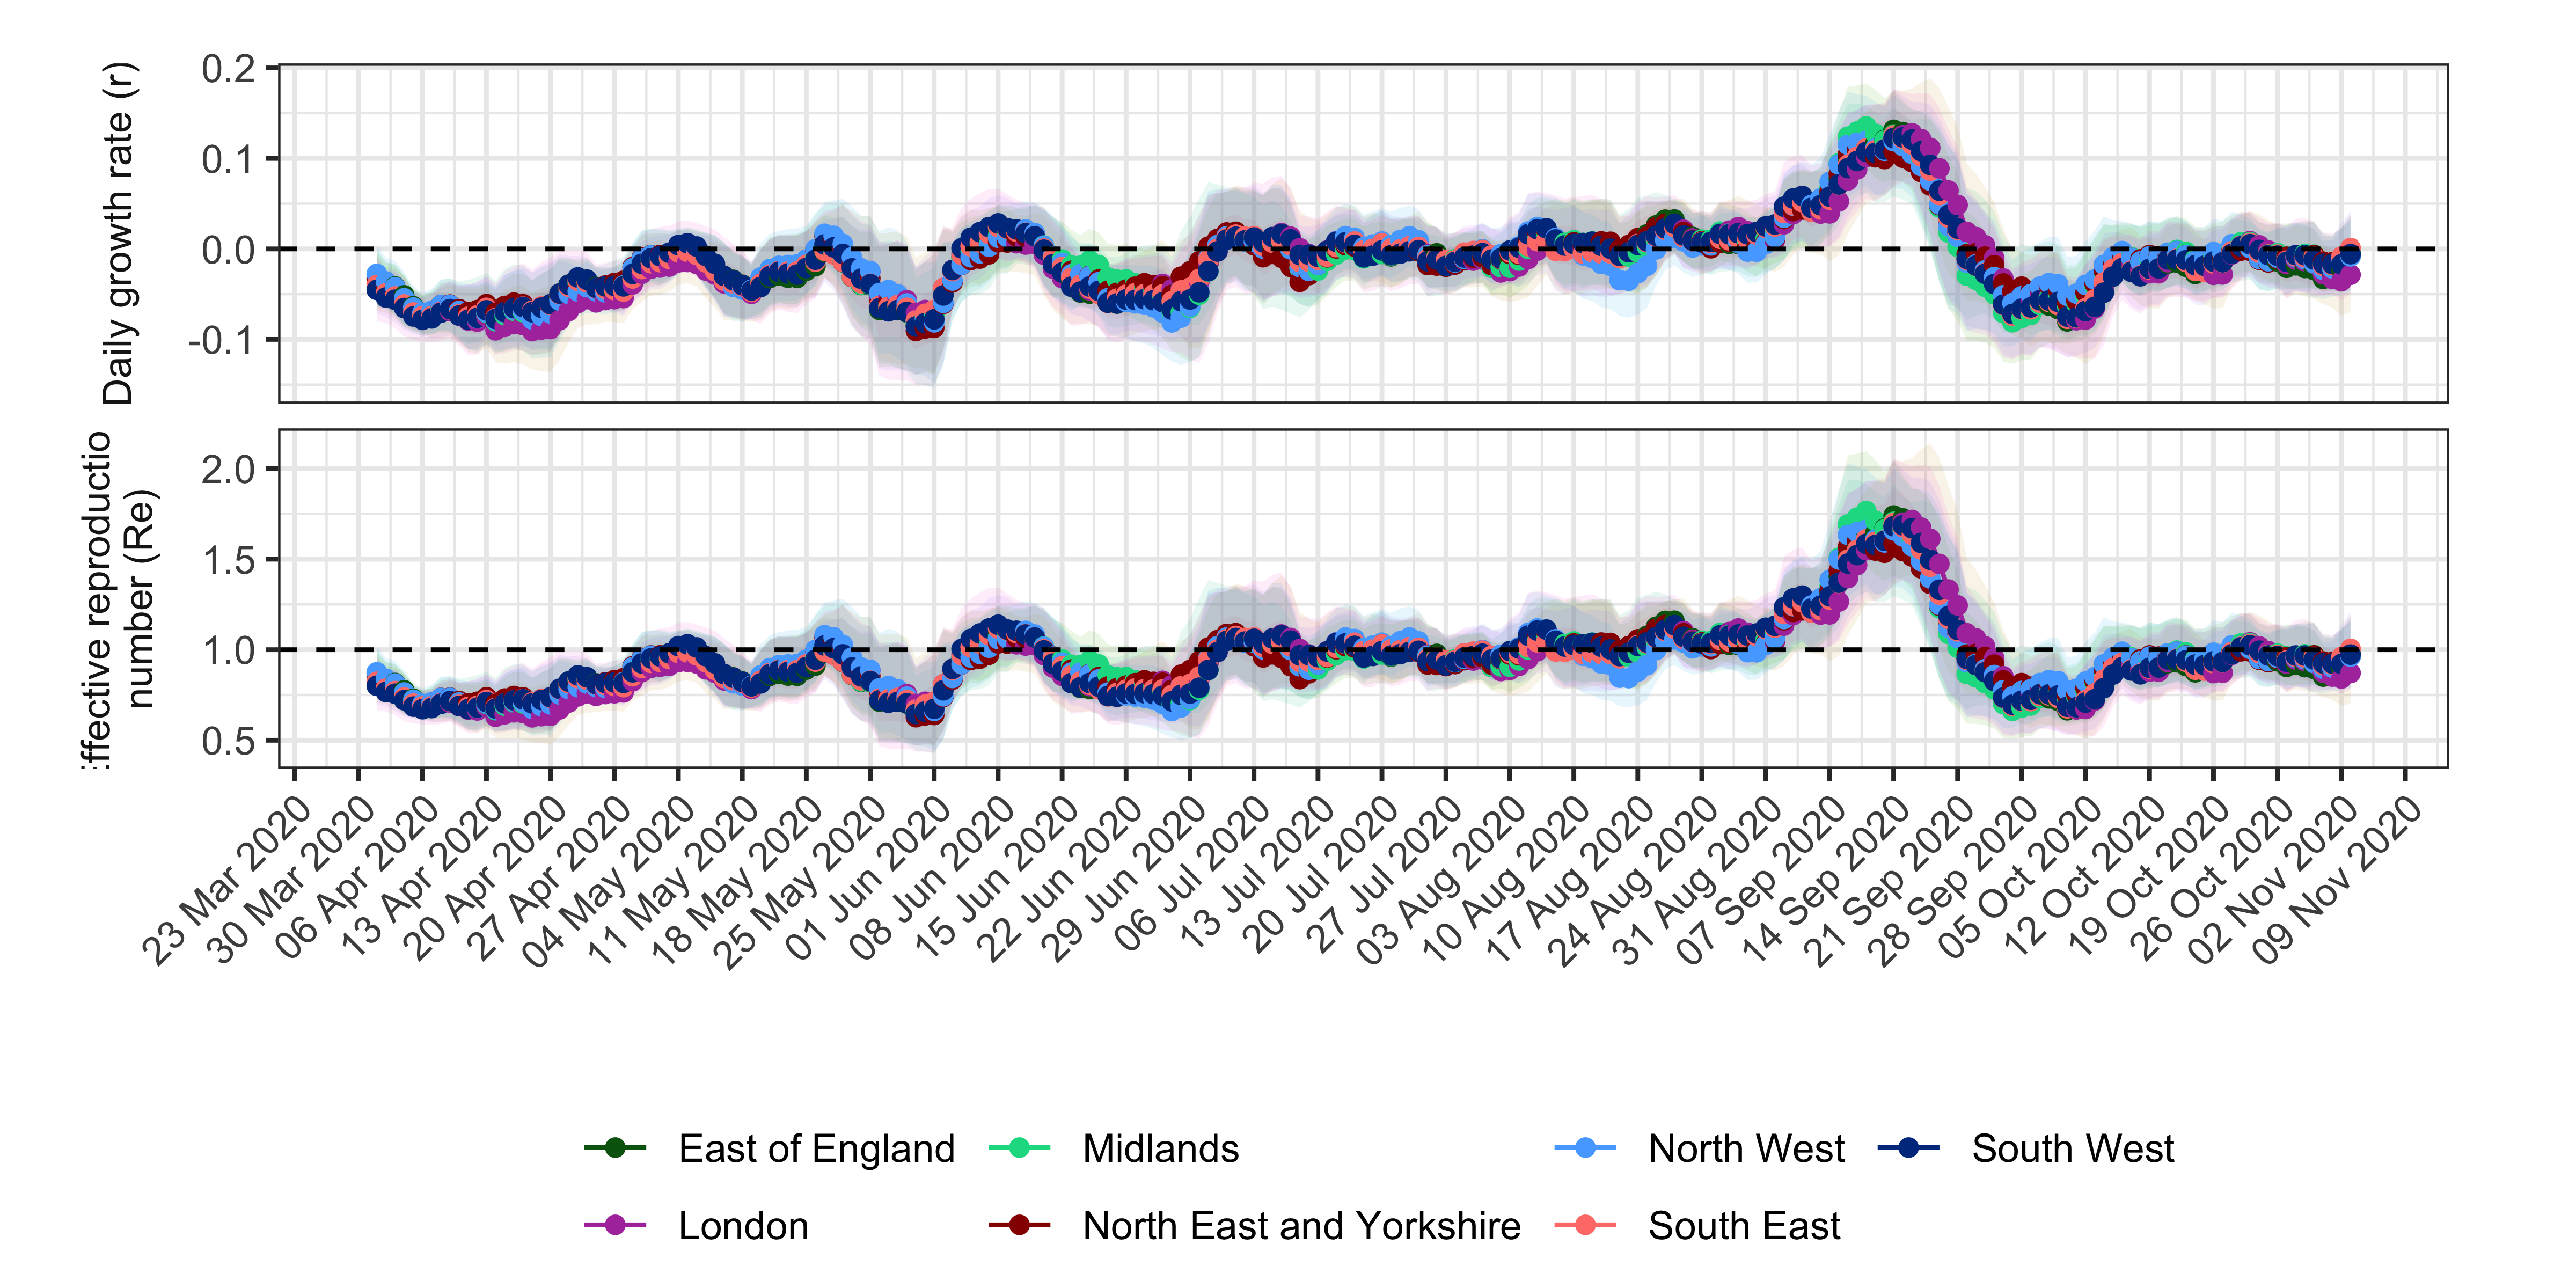 Daily growth rate (r)
0.2
0.1
0.0
-0.1
ffective reproductio
number (Re)
2.0
1.5
1.0
0.5
23 Mar 2020
30 Mar 2020
06 Apr 2020
13 Apr 2020
20 Apr 2020
27 Apr 2020
04 May 2020
11 May 2020
18 May 2020
25 May 2020
01 Jun 2020
08 Jun 2020
15 Jun 2020
22 Jun 2020
29 Jun 2020
06 Jul 2020
13 Jul 2020
20 Jul 2020
27 Jul 2020
03 Aug 2020
10 Aug 2020
17 Aug 2020
24 Aug 2020
31 Aug 2020
07 Sep 2020
14 Sep 2020
21 Sep 2020
28 Sep 2020
05 Oct 2020
12 Oct 2020
19 Oct 2020
26 Oct 2020
02 Nov 2020
09 Nov 2020
East of England Midlands North West South West
London North East and Yorkshire South East